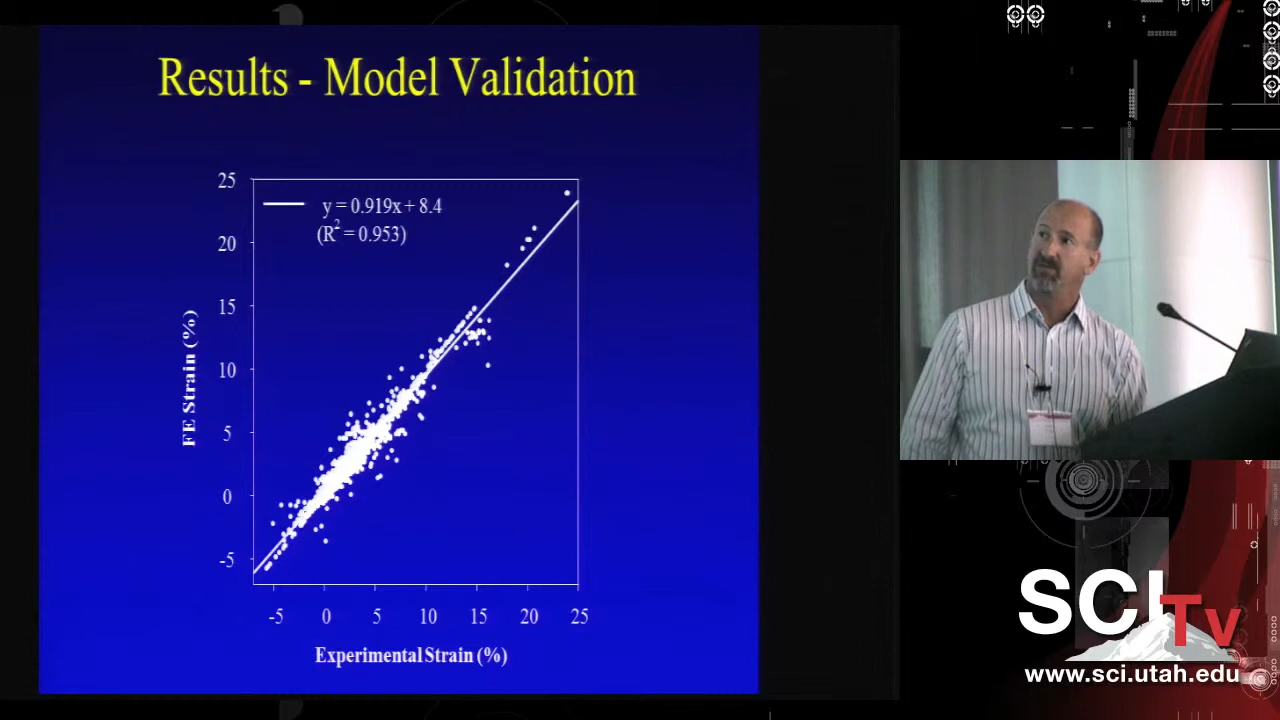 Results - Model Validation
25
20
15
10
5
0
-5
y = 0.919x + 8.4
(R² = 0.953)
FE Strain (%)
-5 0 5 10 15 20 25
Experimental Strain (%)
SCI
Tv
www.sci.utah.edu